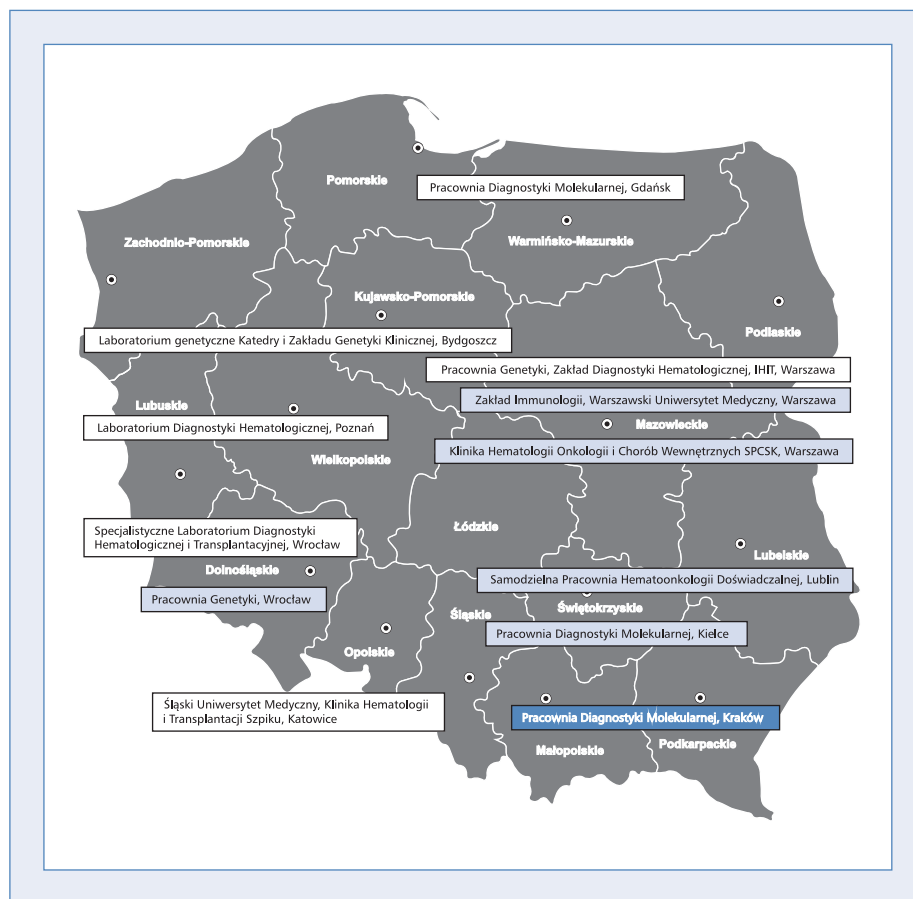 Pomorskie
Pracownia Diagnostyki Molekularnej, Gdańsk
Zachodnio-Pomorskie
Warmińsko-Mazurskie
Kujawsko-Pomorskie
Podlaskie
Laboratorium genetyczne Katedry i Zakładu Genetyki Klinicznej, Bydgoszcz
Pracownia Genetyki, Zakład Diagnostyki Hematologicznej, IHIT, Warszawa
Zakład Immunologii, Warszawski Uniwersytet Medyczny, Warszawa
Lubuskie
Laboratorium Diagnostyki Hematologicznej, Poznań
Mazowieckie
Wielkopolskie
Klinika Hematologii Onkologii i Chorób Wewnętrznych SPCSK, Warszawa
Łódzkie
Specjalistyczne Laboratorium Diagnostyki
Hematologicznej i Transplantacyjnej, Wrocław
Lubelskie
Dolnośląskie
Samodzielna Pracownia Hematoonkologii Doświadczalnej, Lublin
Pracownia Genetyki, Wrocław
Śląskie
Świętokrzyskie
Pracownia Diagnostyki Molekularnej, Kielce
Opolskie
Śląski Uniwersytet Medyczny, Klinika Hematologii
i Transplantacji Szpiku, Katowice
Pracownia Diagnostyki Molekularnej, Kraków
Małopolskie
Podkarpackie